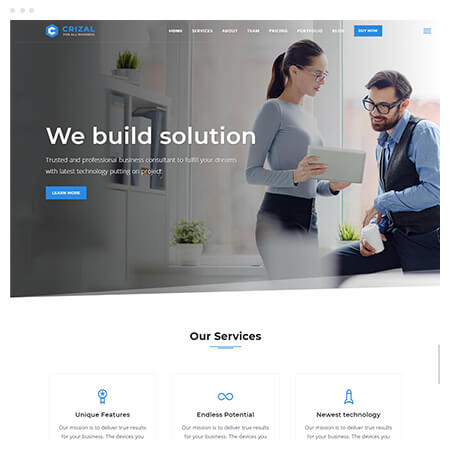 CRIZAL
FOR ALL BUSINESS
HOME SERVICES ABOUT TEAM PRICING PORTFOLIO BLOG BUY NOW
We build solution
Trusted and professional business consultant to fulfill your dreams
with latest technology putting on project.
LEARN MORE
Our Services
Unique Features
Our mission is to deliver true results
for your business. The devices you
Endless Potential
Our mission is to deliver true results
for your business. The devices you
Newest technology
Our mission is to deliver true results
for your business. The devices you